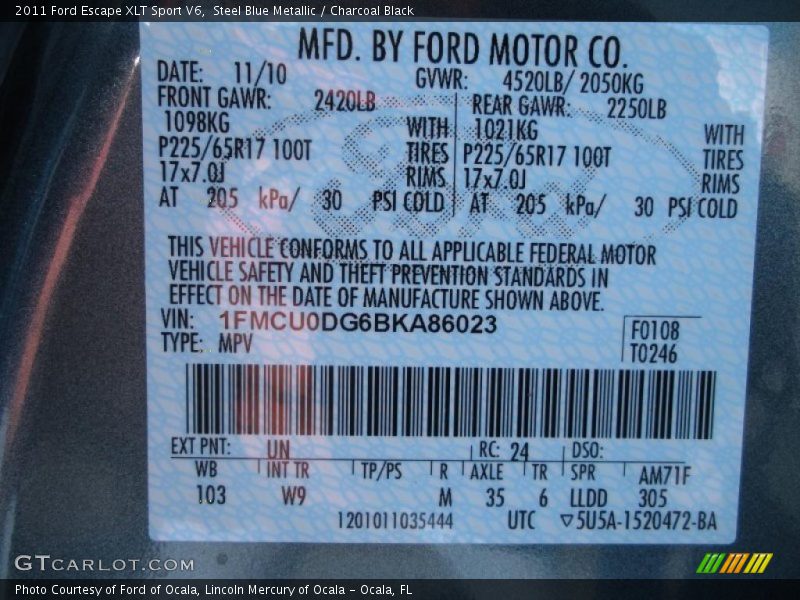 2011 Ford Escape XLT Sport V6,  Steel Blue Metallic / Charcoal Black
MFD. BY FORD MOTOR CO.
DATE: 11/10 GVWR: 4520LB/ 2050KG
FRONT GAWR: 2420LB REAR GAWR: 2250LB
1098KG WITH 1021KG WITH
P225/65R17 100T TIRES P225/65R17 100T TIRES
17x7.0J RIMS 17x7.0J RIMS
AT 205 kPa/ 30 PSI COLD AT 205 kPa/ 30 PSI COLD
THIS VEHICLE CONFORMS TO ALL APPLICABLE FEDERAL MOTOR
VEHICLE SAFETY AND THEFT PREVENTION STANDARDS IN
EFFECT ON THE DATE OF MANUFACTURE SHOWN ABOVE.
VIN: 1FMCU0DG6BKA86023
F0108
TYPE: MPV
T0246
EXT PNT: UN RC: 24 DSO:
WB INT TR TP/PS R AXLE TR SPR AM71F
103 W9 M 35 6 LLDD 305
1201011035444 UTC ▽5U5A-1520472-BA
GTCARLOT.COM
Photo Courtesy of Ford of Ocala, Lincoln Mercury of Ocala – Ocala, FL